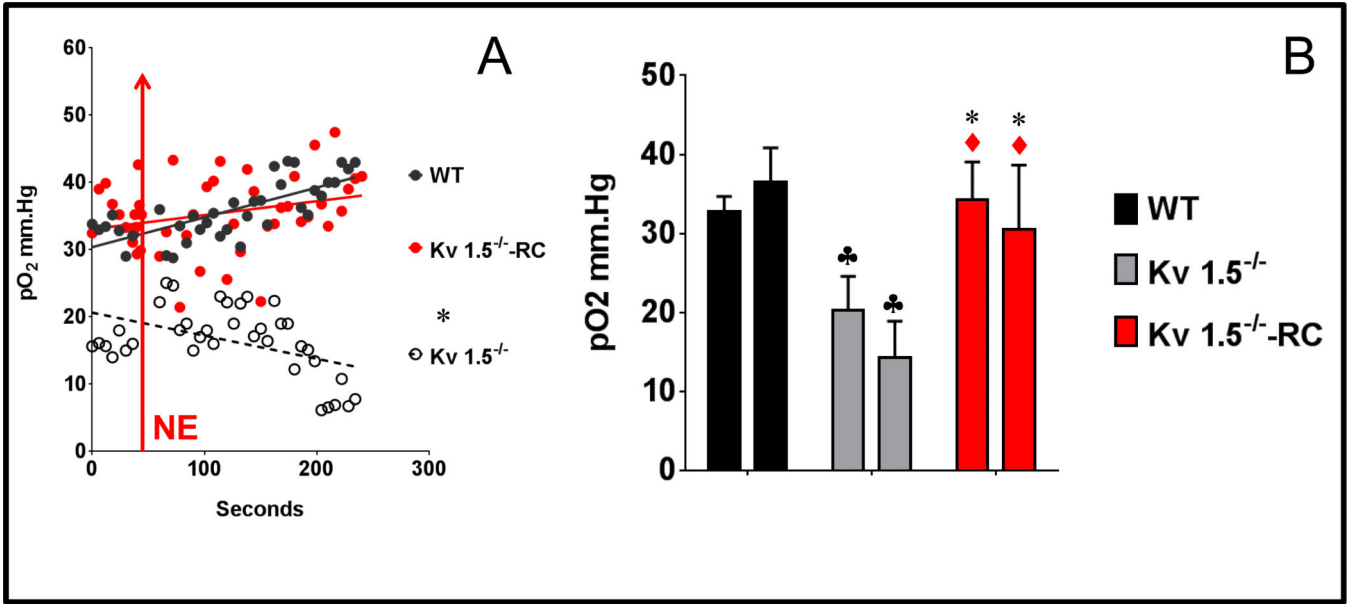 A
60
50
40
30
20
10
0
pO₂ mm.Hg
0 100 200 300
Seconds
NE
WT
Kv 1.5⁻/⁻-RC
*
Kv 1.5⁻/⁻
B
50
40
30
20
10
0
pO2 mm.Hg
♣ ♣
* *
♦ ♦
WT
Kv 1.5⁻/⁻
Kv 1.5⁻/⁻-RC